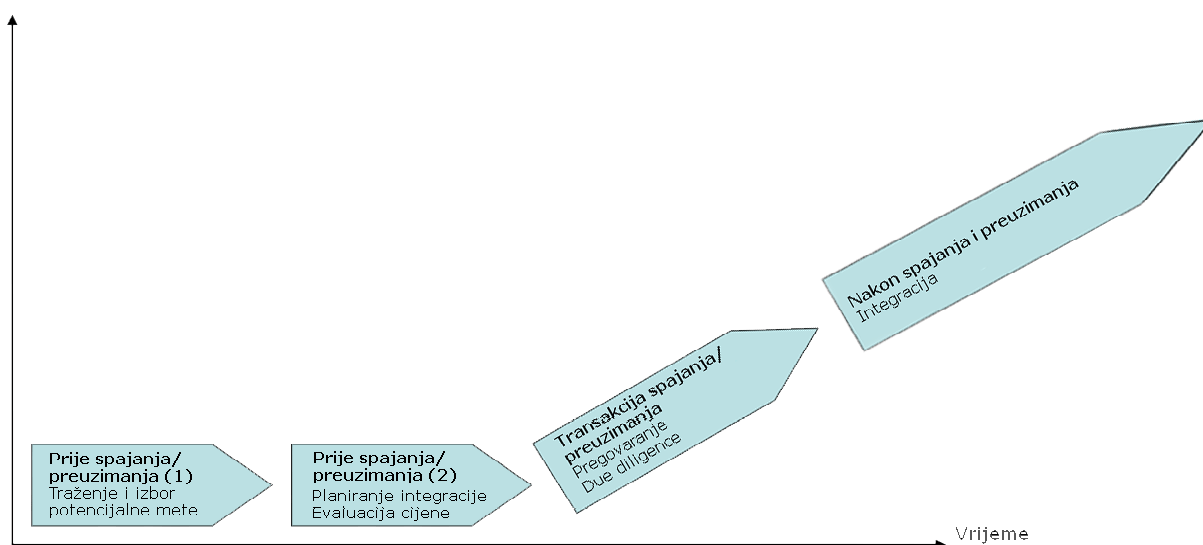 Prije spajanja/
preuzimanja (1)
Traženje i izbor
potencijalne mete
Prije spajanja/
preuzimanja (2)
Planiranje integracije
Evaluacija cijene
Transakcija spajanja/
preuzimanja
Pregovaranje
Due diligence
Nakon spajanja i preuzimanja
Integracija
Vrijeme